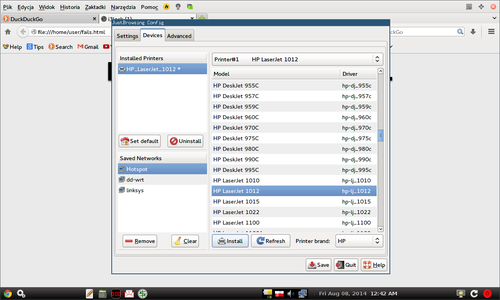 Plik Edycja Widok Historia Zakładki Narzędzia Pomoc
JustBrowsing Config
DuckDuckGo
file:///home/user/fails.html
DuckDuckGo
Help Tips
Settings Devices Advanced
Installed Printers
HP_LaserJet_1012 *
Set default Uninstall
Saved Networks
Hotspot
dd-wrt
linksys
Remove Clear
Printer#1 HP LaserJet 1012
Model Driver
HP DeskJet 955C hp-dj_955c
HP DeskJet 957C hp-dj_957c
HP DeskJet 959C hp-dj_959c
HP DeskJet 960C hp-dj_960c
HP DeskJet 970C hp-dj_970c
HP DeskJet 975C hp-dj_975c
HP DeskJet 980C hp-dj_980c
HP DeskJet 990C hp-dj_990c
HP DeskJet 995C hp-dj_995c
HP LaserJet 1010 hp-lj_1010
HP LaserJet 1012 hp-lj_1012
HP LaserJet 1015 hp-lj_1015
HP LaserJet 1022 hp-lj_1022
HP LaserJet 1100 hp-lj_1100
Install Refresh Printer brand: HP
Save Quit Help
Fri Aug 08, 2014 12:42 AM